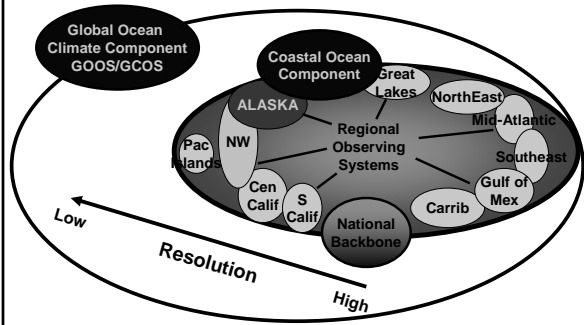 Global Ocean
Climate Component
GOOS/GCOS
Coastal Ocean
Component
Great
Lakes
NorthEast
ALASKA
Mid-Atlantic
Regional
Observing
Systems
NW
Pac
Islands
Southeast
Cen
Calif
S
Calif
Gulf of
Mex
Carrib
National
Backbone
Low
Resolution
High